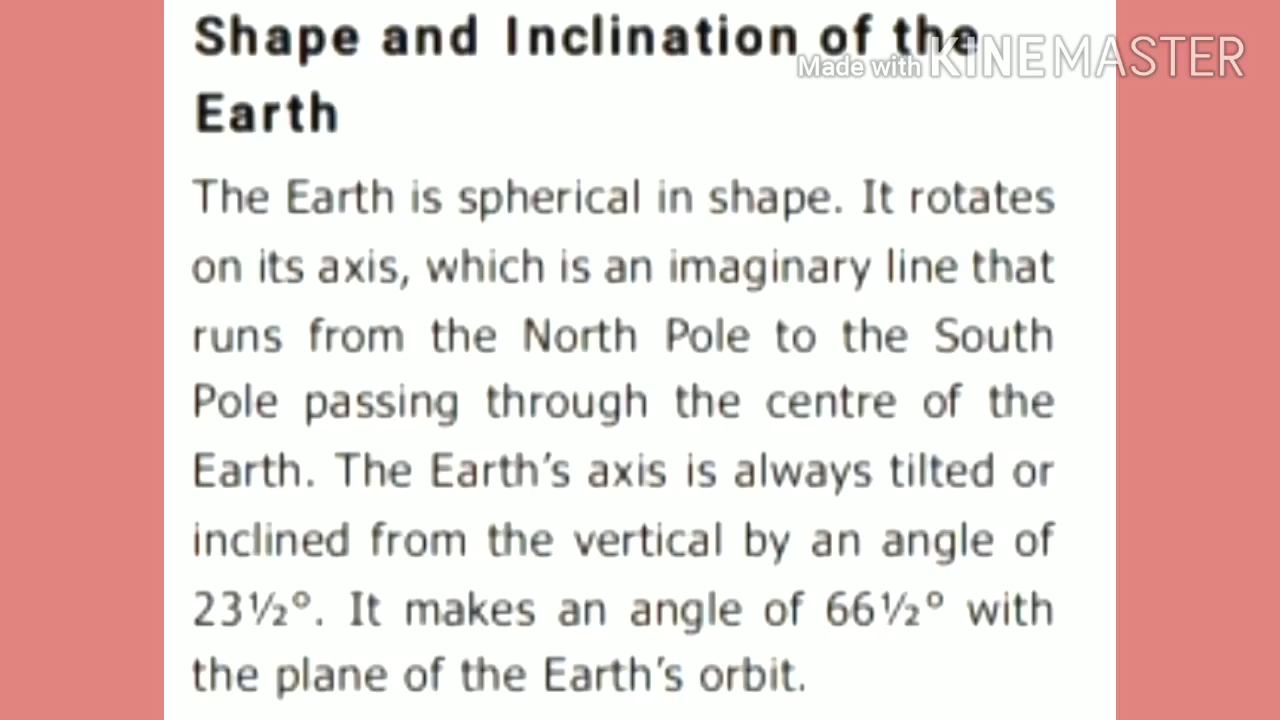 Shape and Inclination of the
Made with KINEMASTER
Earth
The Earth is spherical in shape. It rotates
on its axis, which is an imaginary line that
runs from the North Pole to the South
Pole passing through the centre of the
Earth. The Earth's axis is always tilted or
inclined from the vertical by an angle of
23½°. It makes an angle of 66½° with
the plane of the Earth's orbit.